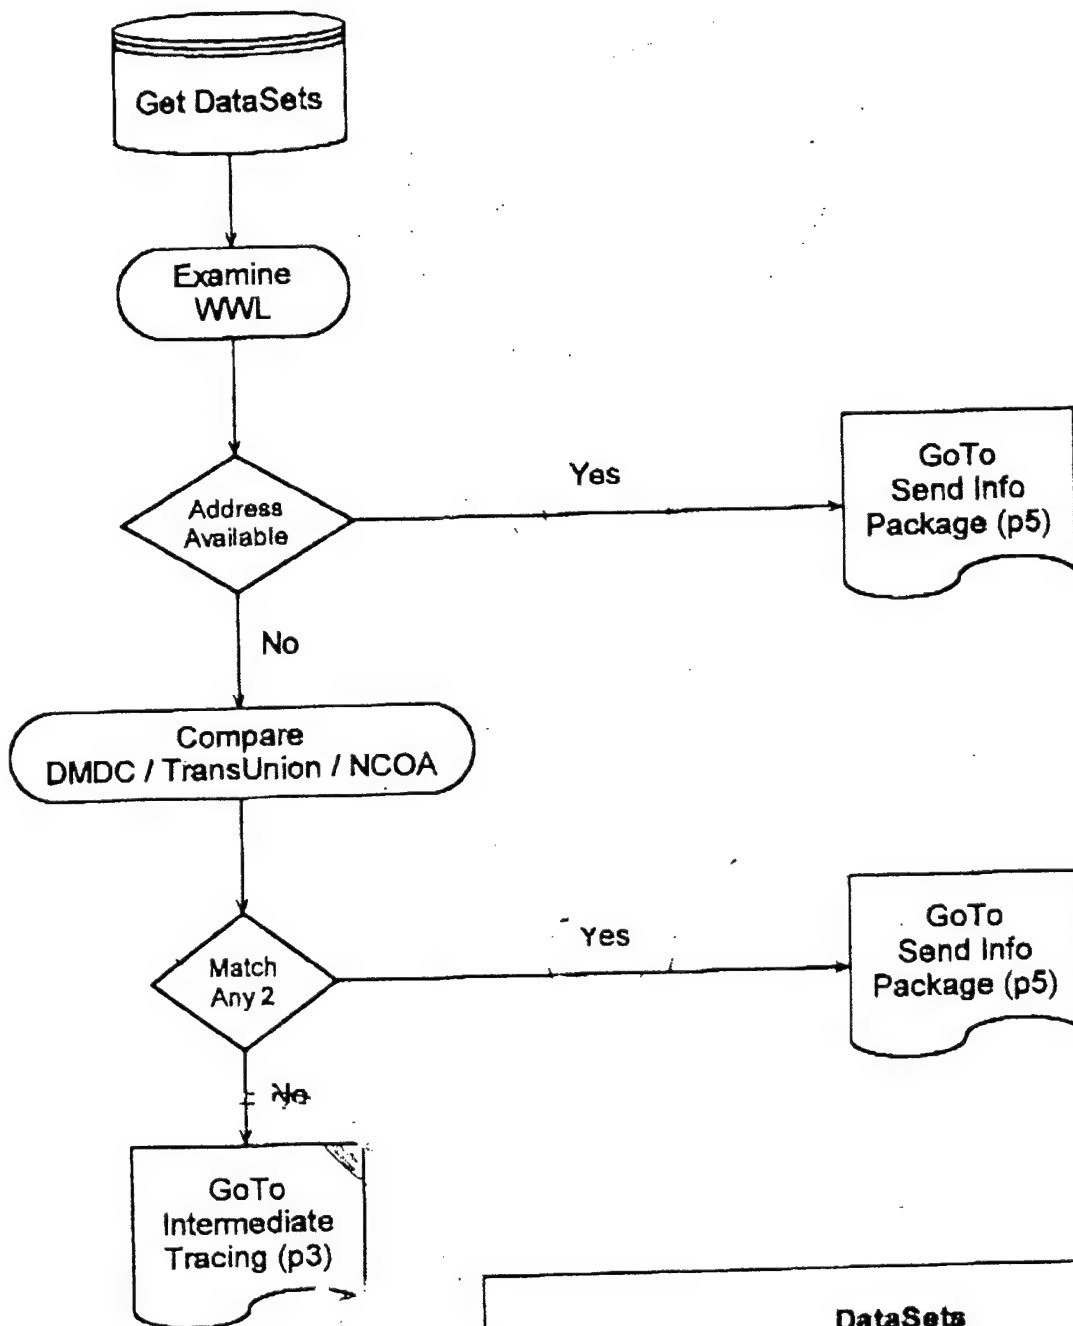 Get DataSets
Examine
WWL
Address
Available
Yes
GoTo
Send Info
Package (p5)
No
Compare
DMDC / TransUnion / NCOA
Match
Any 2
Yes
GoTo
Send Info
Package (p5)
No
GoTo
Intermediate
Tracing (p3)
DataSets